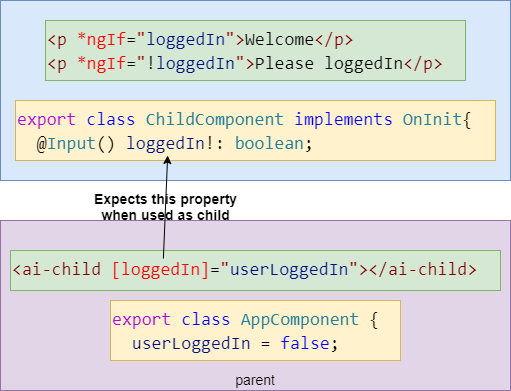 <p *ngIf="loggedIn">Welcome</p>
<p *ngIf="!loggedIn">Please loggedIn</p>
export class ChildComponent implements OnInit{
@Input() loggedIn!: boolean;
Expects this property
when used as child
<ai-child [loggedIn]="userLoggedIn"></ai-child>
export class AppComponent {
userLoggedIn = false;
parent